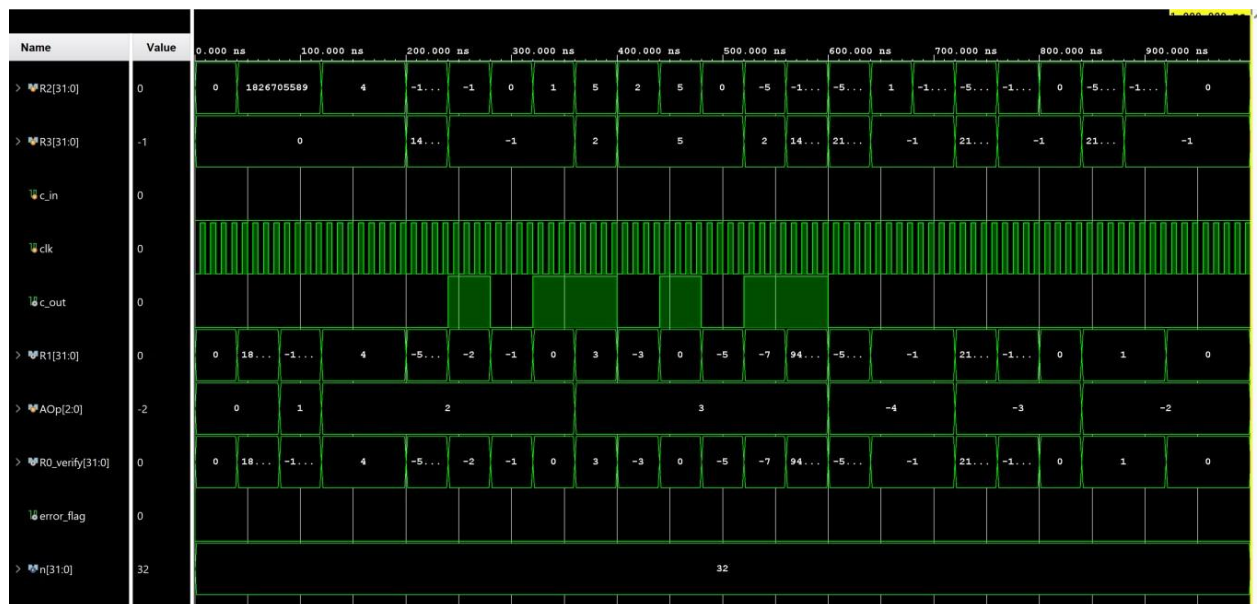 1,000.000 ns
Name Value 0.000 ns 100.000 ns 200.000 ns 300.000 ns 400.000 ns 500.000 ns 600.000 ns 700.000 ns 800.000 ns 900.000 ns
> R2[31:0] 0 0 1826705589 4 -1... -1 0 1 5 2 5 0 -5 -1... -5... 1 -1... -5... -1... 0 -5... -1... 0
> R3[31:0] -1 0 14... -1 2 5 2 14... 21... -1 21... -1 21... -1
c_in 0
clk 0
c_out 0
> R1[31:0] 0 0 18... -1... 4 -5... -2 -1 0 3 -3 0 -5 -7 94... -5... -1 21... -1... 0 1 0
> AOp[2:0] -2 0 1 2 3 -4 -3 -2
> R0_verify[31:0] 0 0 18... -1... 4 -5... -2 -1 0 3 -3 0 -5 -7 94... -5... -1 21... -1... 0 1 0
error_flag 0
> n[31:0] 32 32